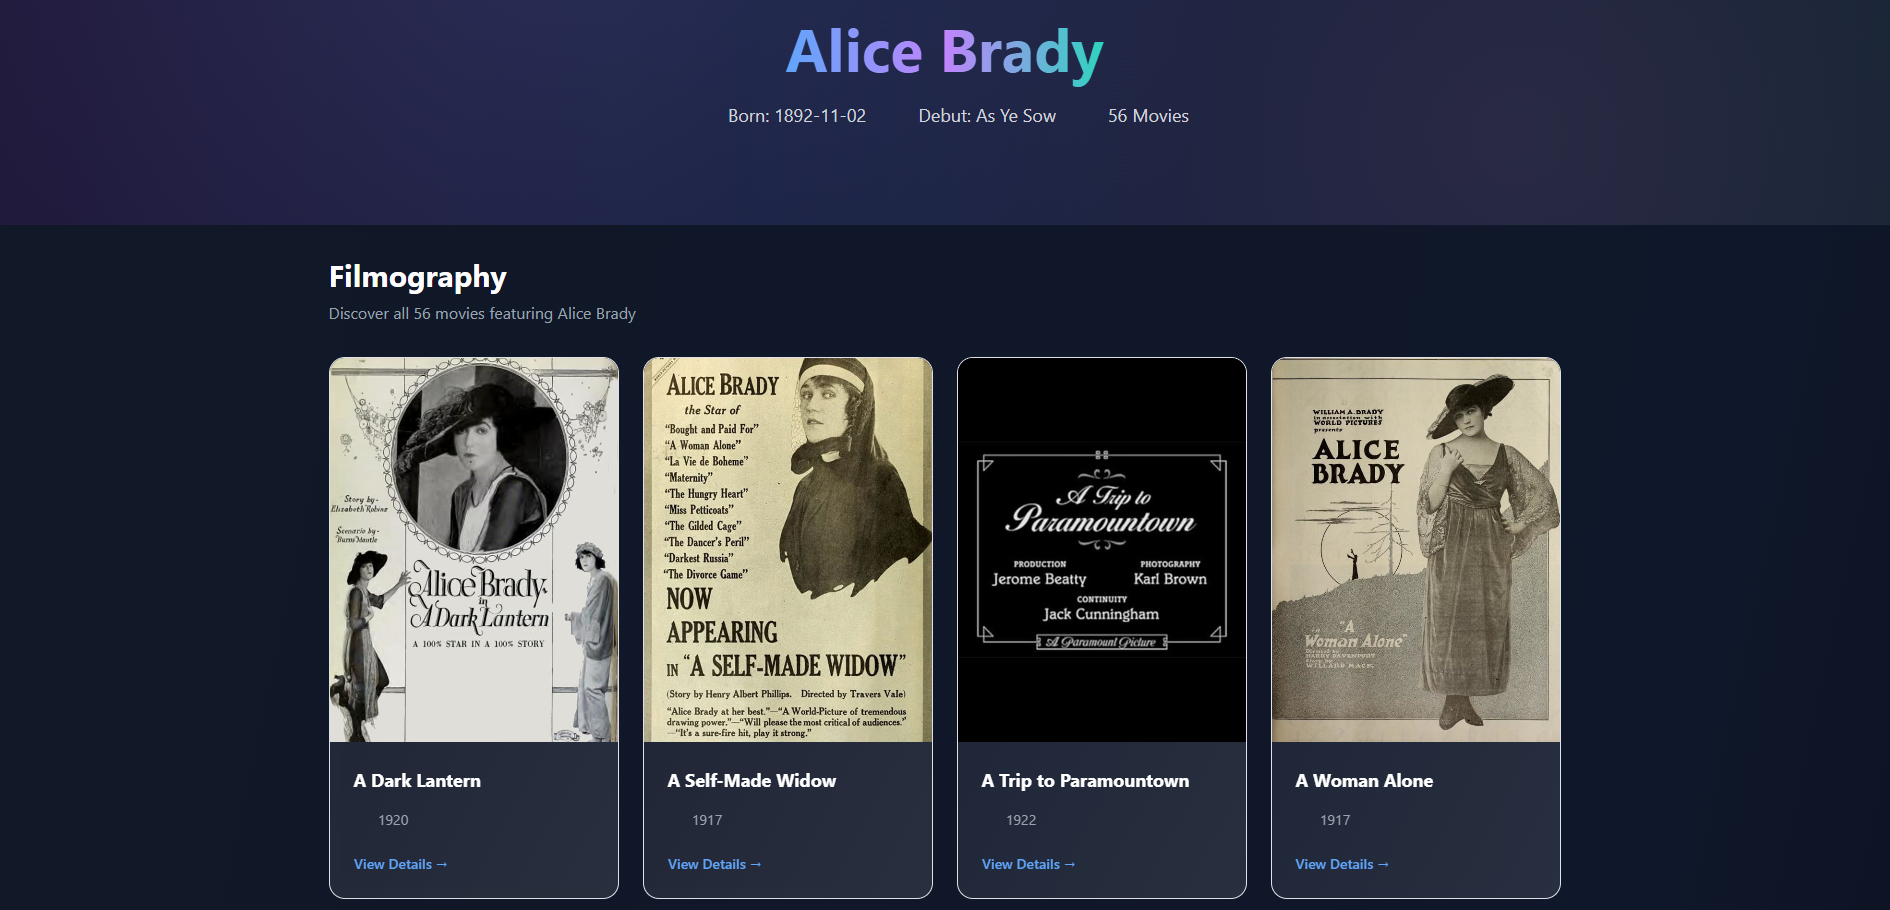 Alice Brady
Born: 1892-11-02 Debut: As Ye Sow 56 Movies
Filmography
Discover all 56 movies featuring Alice Brady
Story by-
Elizabeth Robins
Scenario by-
Burns Mantle
Alice Brady
in
A Dark Lantern
A 100% STAR IN A 100% STORY
A Dark Lantern
1920
View Details →
ALICE BRADY
the Star of
"Bought and Paid For"
"A Woman Alone"
"La Vie de Boheme"
"Maternity"
"The Hungry Heart"
"Miss Petticoats"
"The Gilded Cage"
"The Dancer's Peril"
"Darkest Russia"
"The Divorce Game"
NOW
APPEARING
IN "A SELF-MADE WIDOW"
(Story by Henry Albert Phillips. Directed by Travers Vale)
"Alice Brady at her best."—"A World-Picture of tremendous
drawing power."—"Will please the most critical of audiences."
—"It's a sure-fire hit, play it strong."
A Self-Made Widow
1917
View Details →
A Trip to
Paramountown
PRODUCTION PHOTOGRAPHY
Jerome Beatty Karl Brown
CONTINUITY
Jack Cunningham
A Paramount Picture
A Trip to Paramountown
1922
View Details →
WILLIAM A. BRADY
in association with
WORLD PICTURES
presents
ALICE
BRADY
in
"A
Woman Alone"
Directed by
HARRY DAVENPORT
Story by
WILLARD MACK.
A Woman Alone
1917
View Details →